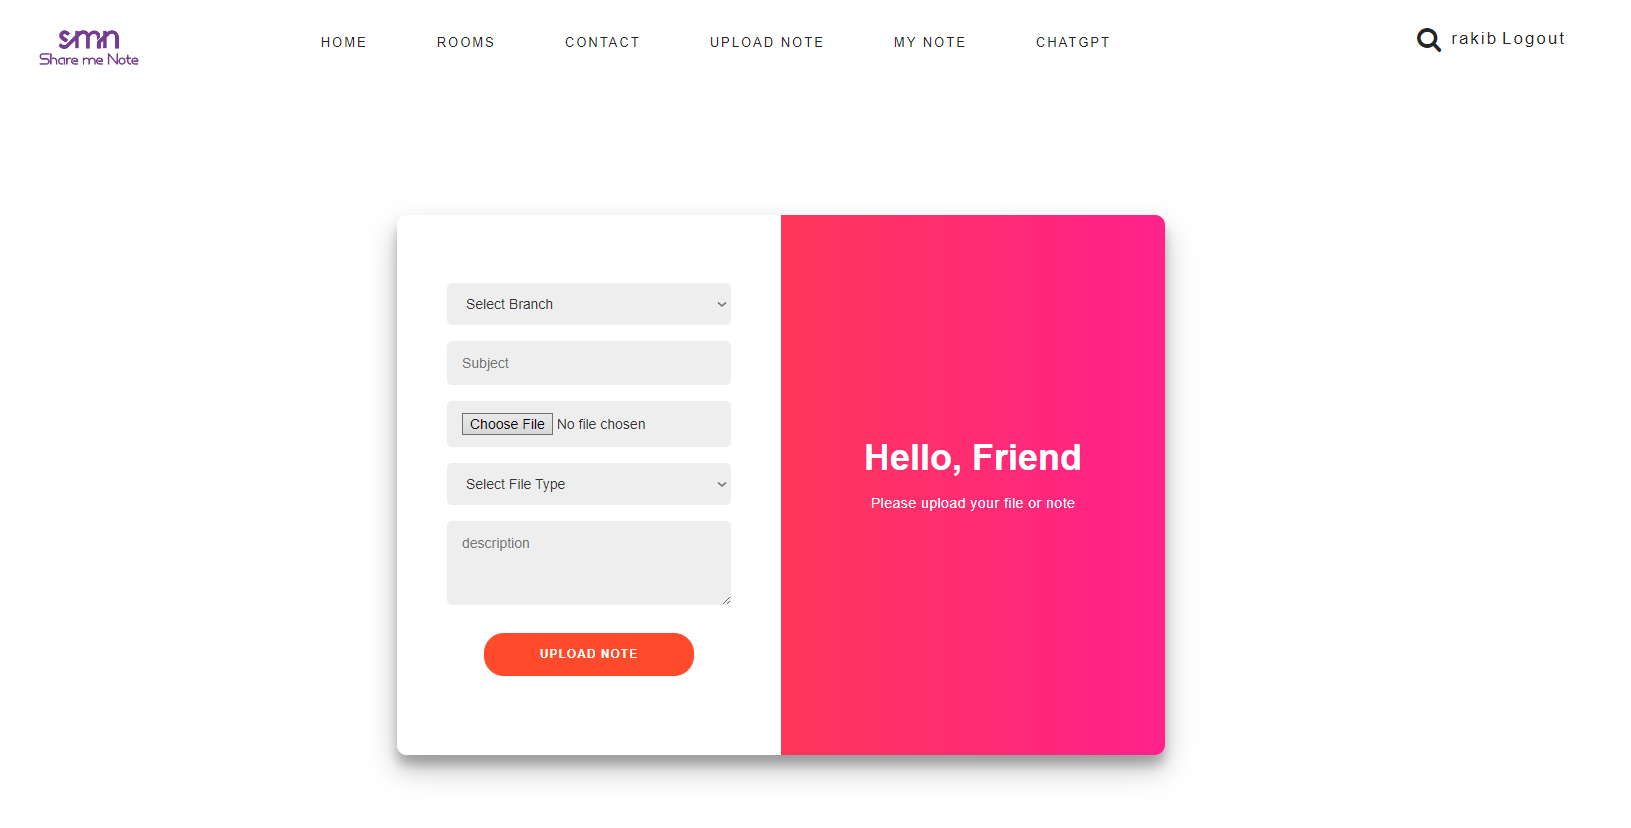 smn
Share me Note
HOME ROOMS CONTACT UPLOAD NOTE MY NOTE CHATGPT
rakib Logout
Select Branch
Subject
Choose File No file chosen
Select File Type
description
UPLOAD NOTE
Hello, Friend
Please upload your file or note